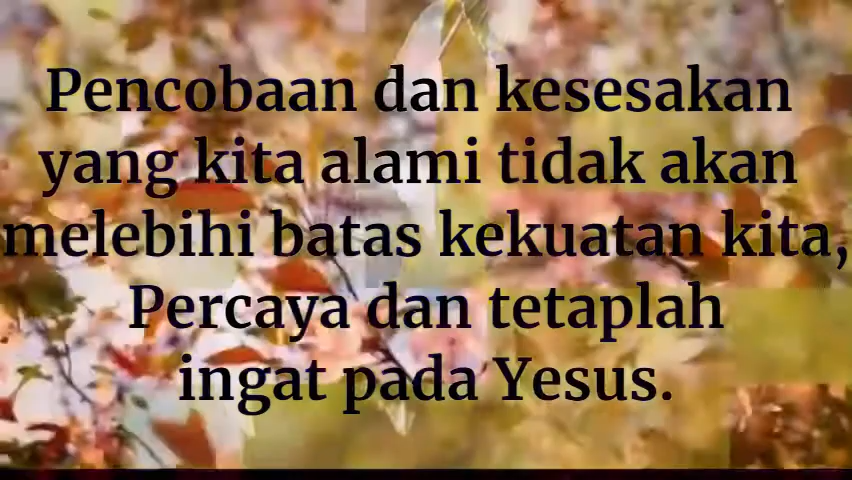 Pencobaan dan kesesakan
yang kita alami tidak akan
melebihi batas kekuatan kita,
Percaya dan tetaplah
ingat pada Yesus.